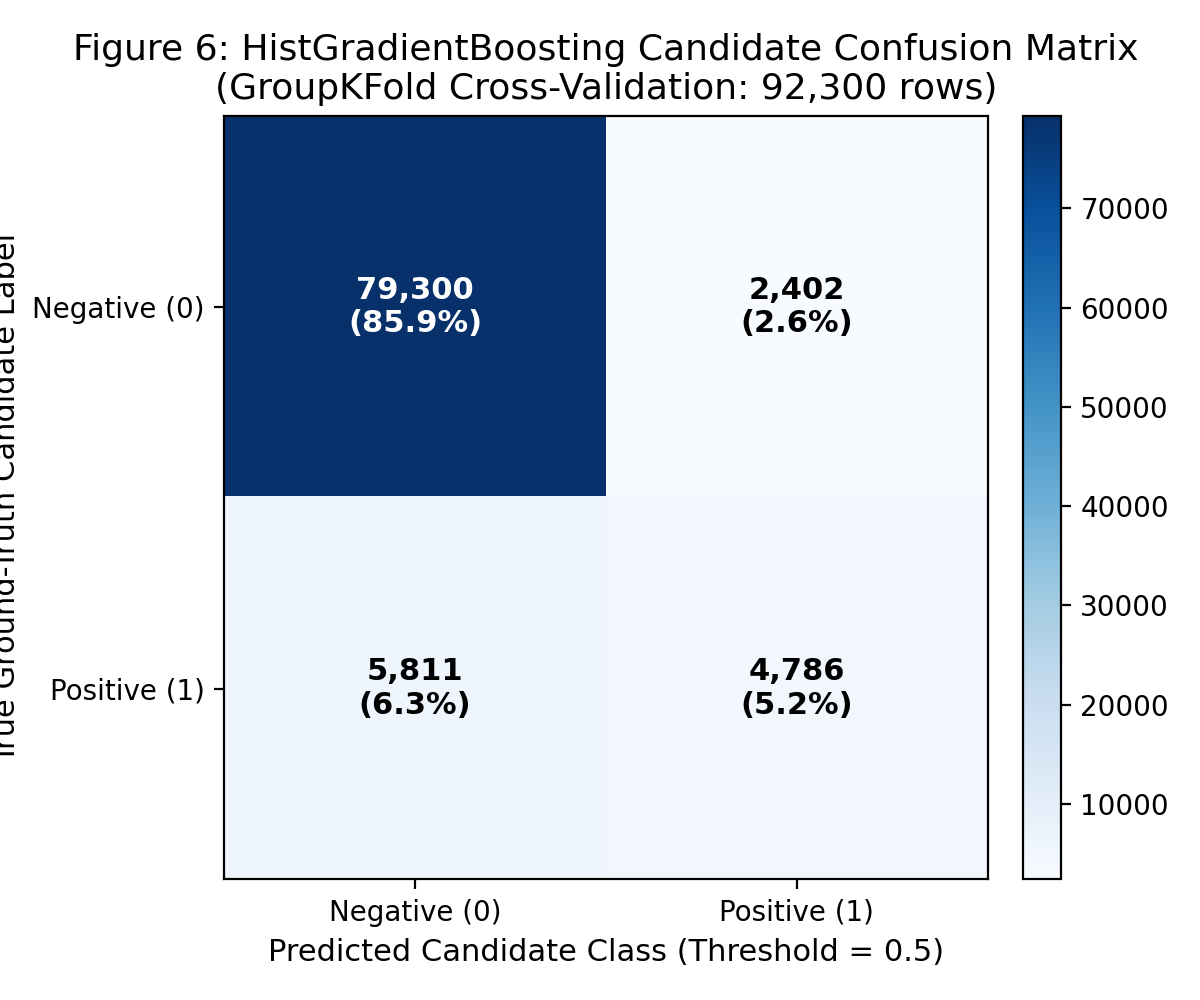 Figure 6: HistGradientBoosting Candidate Confusion Matrix
(GroupKFold Cross-Validation: 92,300 rows)
True Ground-Truth Candidate Label
Negative (0)
79,300
(85.9%)
2,402
(2.6%)
Positive (1)
5,811
(6.3%)
4,786
(5.2%)
Negative (0)
Positive (1)
Predicted Candidate Class (Threshold = 0.5)
70000
60000
50000
40000
30000
20000
10000